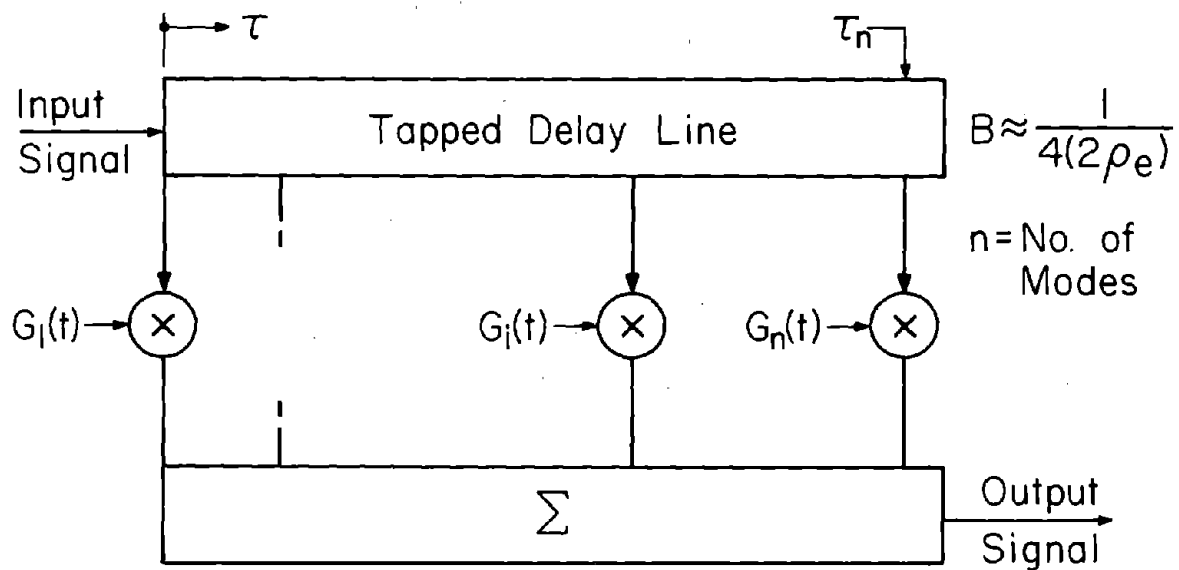 τ
τn
Input
Signal
Tapped Delay Line
B≈ 1/4(2ρe)
n= No. of
Modes
G1(t)
×
Gi(t)
×
Gn(t)
×
Σ
Output
Signal